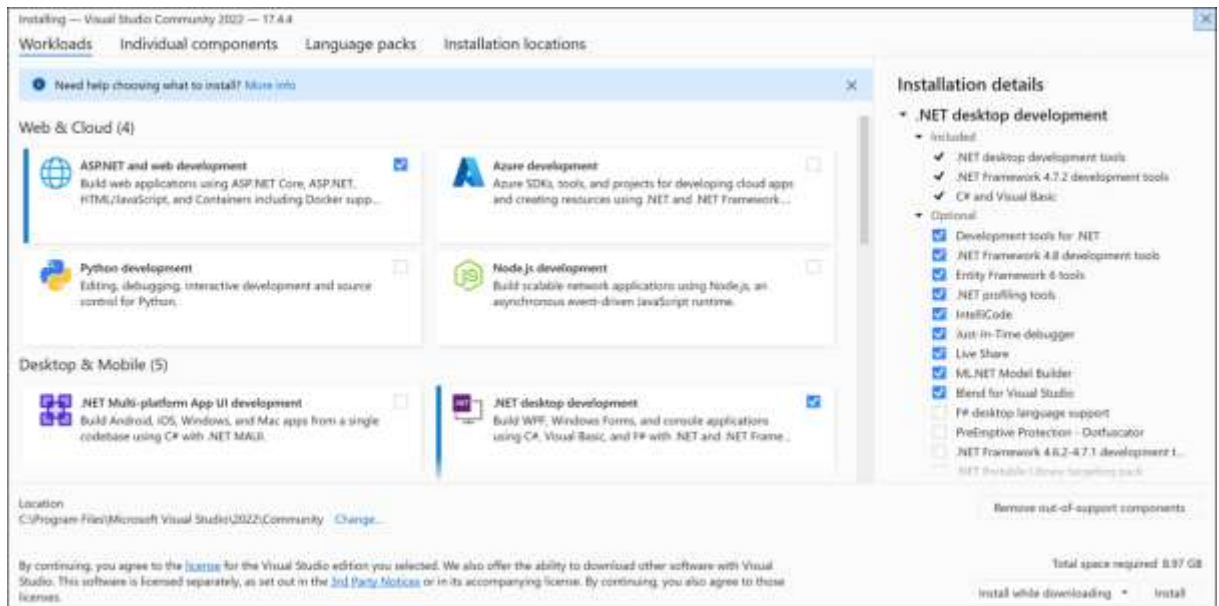 Installing — Visual Studio Community 2022 — 17.4.4
Workloads Individual components Language packs Installation locations
Need help choosing what to install? More info
Web & Cloud (4)
ASP.NET and web development
Build web applications using ASP.NET Core, ASP.NET,
HTML/JavaScript, and Containers including Docker supp...
Azure development
Azure SDKs, tools, and projects for developing cloud apps
and creating resources using .NET and .NET Framework...
Python development
Editing, debugging, interactive development and source
control for Python.
Node.js development
Build scalable network applications using Node.js, an
asynchronous event-driven JavaScript runtime.
Desktop & Mobile (5)
.NET Multi-platform App UI development
Build Android, iOS, Windows, and Mac apps from a single
codebase using C# with .NET MAUI.
.NET desktop development
Build WPF, Windows Forms, and console applications
using C#, Visual Basic, and F# with .NET and .NET Frame...
Location
C:\Program Files\Microsoft Visual Studio\2022\Community Change...
By continuing, you agree to the license for the Visual Studio edition you selected. We also offer the ability to download other software with Visual
Studio. This software is licensed separately, as set out in the 3rd Party Notices or in its accompanying license. By continuing, you also agree to those
licenses.
Installation details
.NET desktop development
Included
.NET desktop development tools
.NET Framework 4.7.2 development tools
C# and Visual Basic
Optional
Development tools for .NET
.NET Framework 4.8 development tools
Entity Framework 6 tools
.NET profiling tools
IntelliCode
Just-In-Time debugger
Live Share
ML.NET Model Builder
Blend for Visual Studio
F# desktop language support
PreEmptive Protection - Dotfuscator
.NET Framework 4.6.2-4.7.1 development t...
.NET Portable Library targeting pack
Remove out-of-support components
Total space required 8.97 GB
Install while downloading Install